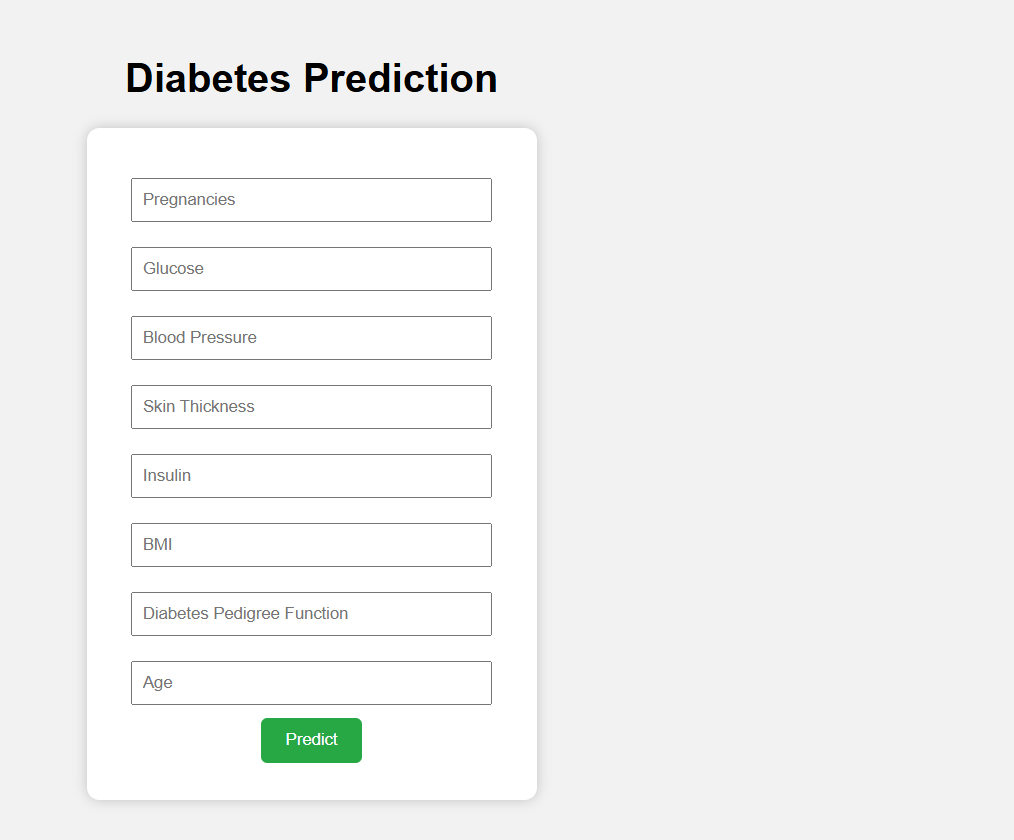 Diabetes Prediction
Pregnancies
Glucose
Blood Pressure
Skin Thickness
Insulin
BMI
Diabetes Pedigree Function
Age
Predict